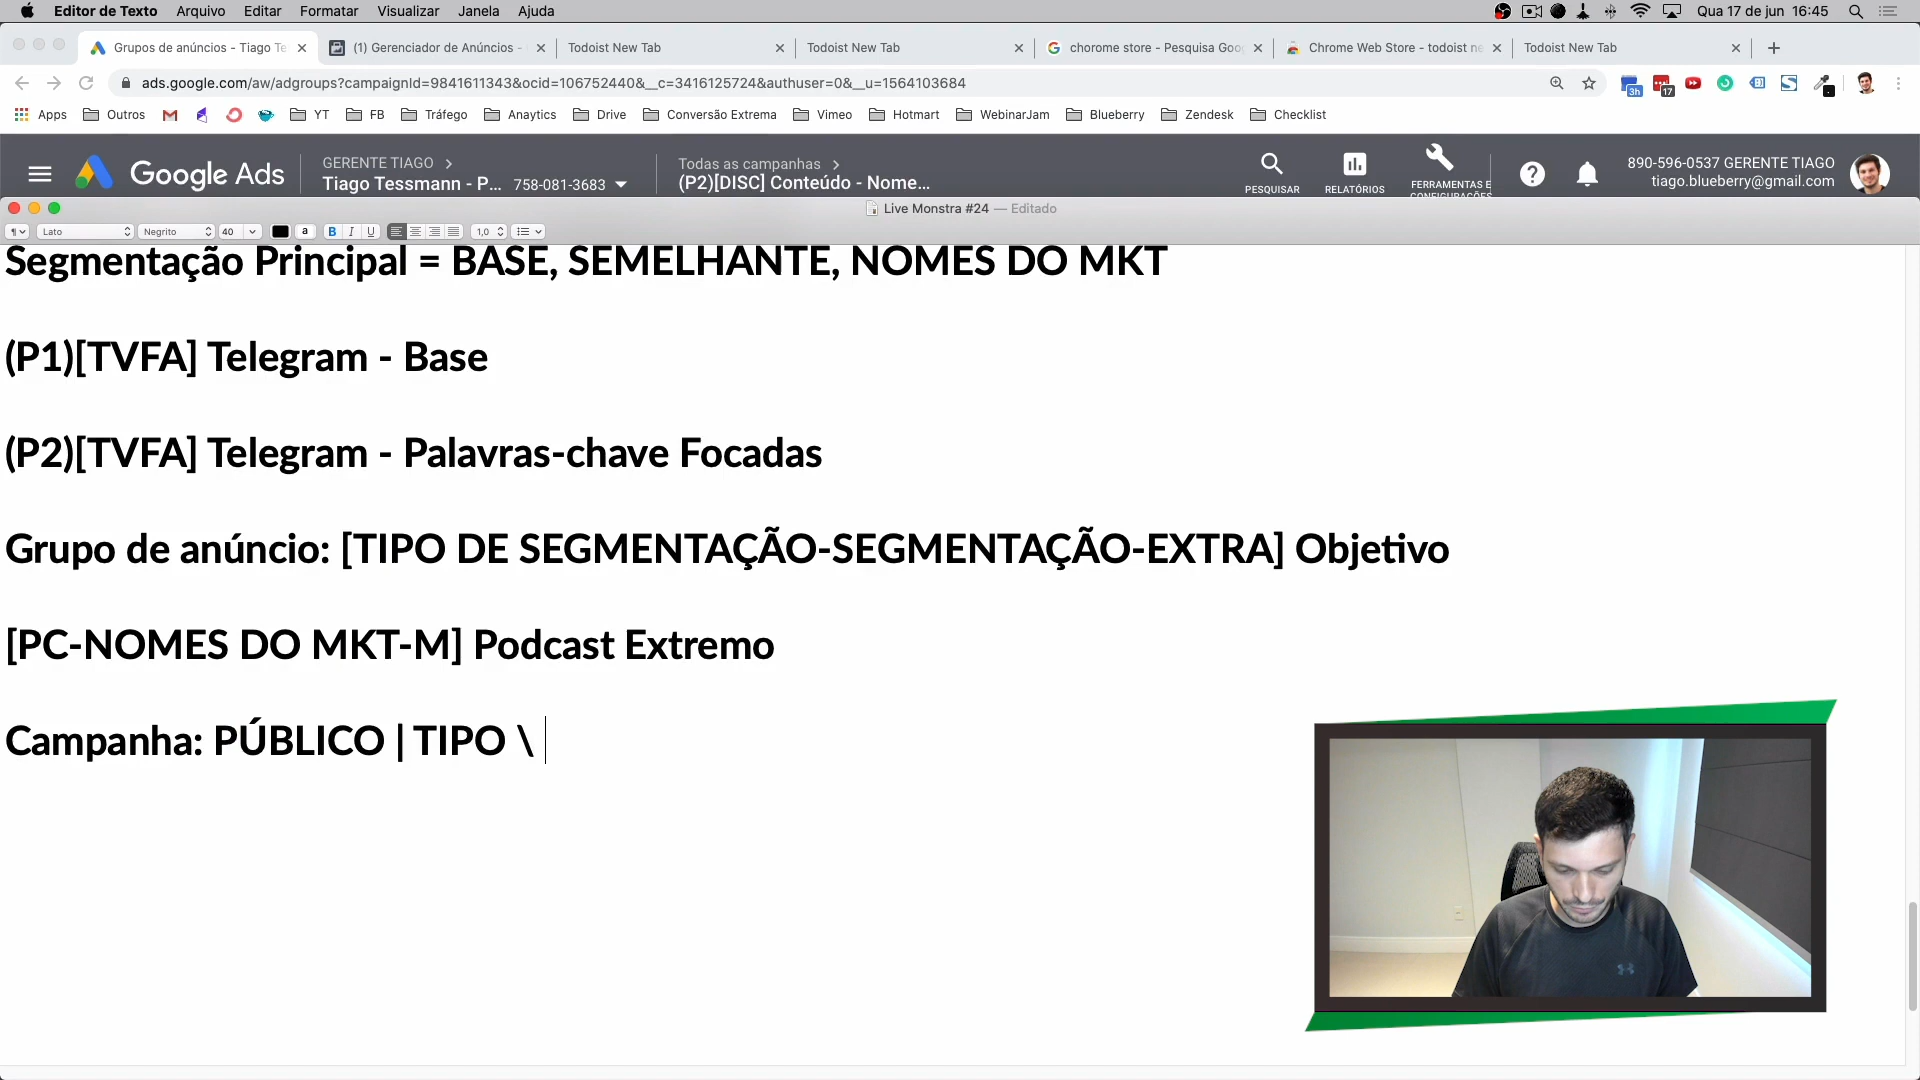 Editor de Texto Arquivo Editar Formatar Visualizar Janela Ajuda Qua 17 de jun 16:45
Grupos de anúncios - Tiago Te (1) Gerenciador de Anúncios - Todoist New Tab Todoist New Tab chorome store - Pesquisa Goo Chrome Web Store - todoist ne Todoist New Tab
ads.google.com/aw/adgroups?campaignId=9841611343&ocid=106752440&__c=3416125724&authuser=0&__u=1564103684 3h 17
Apps Outros YT FB Tráfego Anaytics Drive Conversão Extrema Vimeo Hotmart WebinarJam Blueberry Zendesk Checklist
Google Ads
GERENTE TIAGO
Tiago Tessmann - P... 758-081-3683
Todas as campanhas
(P2)[DISC] Conteúdo - Nome...
PESQUISAR RELATÓRIOS FERRAMENTAS E CONFIGURAÇÕES
890-596-0537 GERENTE TIAGO
tiago.blueberry@gmail.com
Live Monstra #24 — Editado
¶ Lato Negrito 40 a B I U 1,0
Segmentação Principal = BASE, SEMELHANTE, NOMES DO MKT
(P1)[TVFA] Telegram - Base
(P2)[TVFA] Telegram - Palavras-chave Focadas
Grupo de anúncio: [TIPO DE SEGMENTAÇÃO-SEGMENTAÇÃO-EXTRA] Objetivo
[PC-NOMES DO MKT-M] Podcast Extremo
Campanha: PÚBLICO | TIPO \